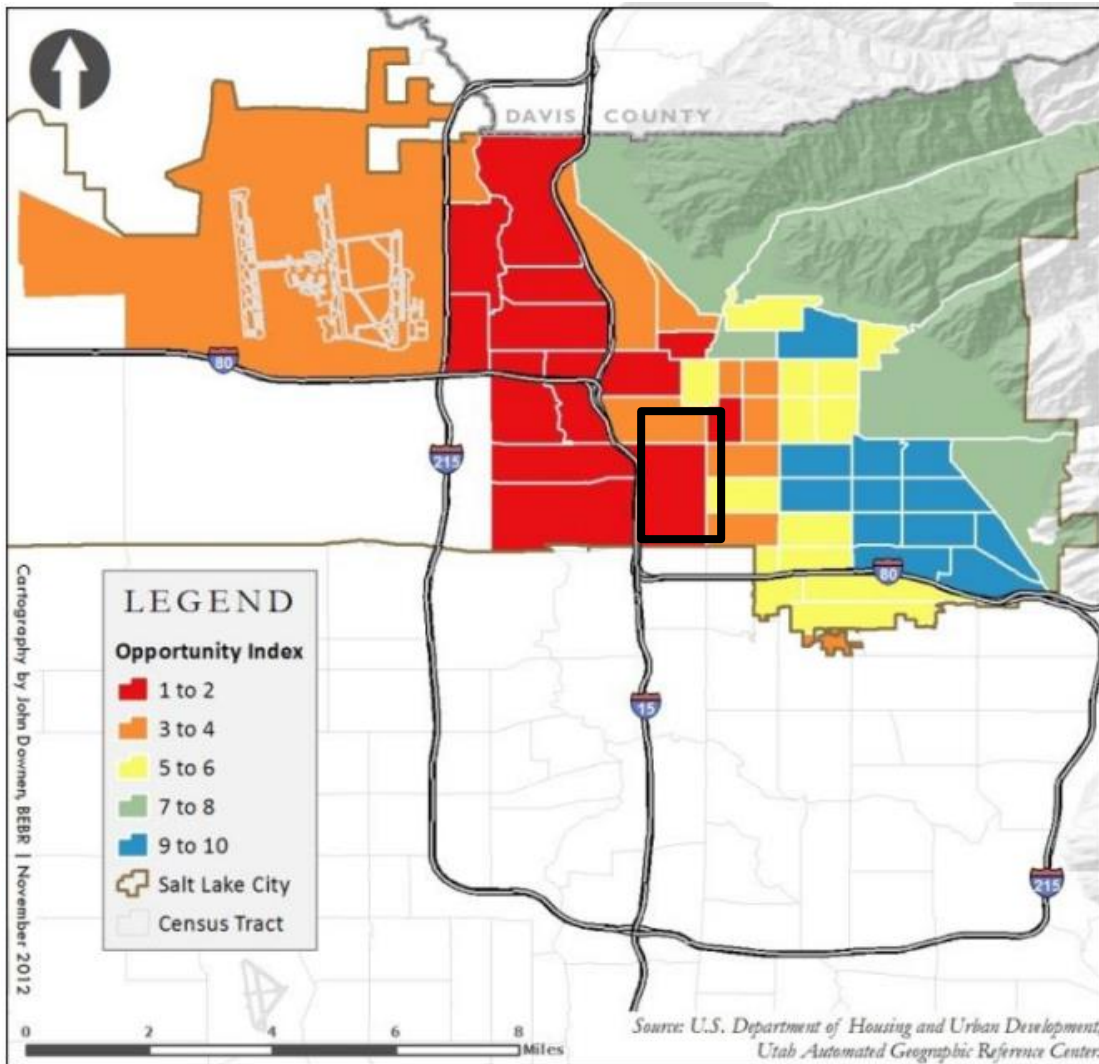 DAVIS COUNTY
80
215
80
15
215
LEGEND
Opportunity Index
1 to 2
3 to 4
5 to 6
7 to 8
9 to 10
Salt Lake City
Census Tract
Cartography by John Downen, BEBR | November 2012
0 2 4 6 8 Miles
Source: U.S. Department of Housing and Urban Development,
Utah Automated Geographic Reference Center